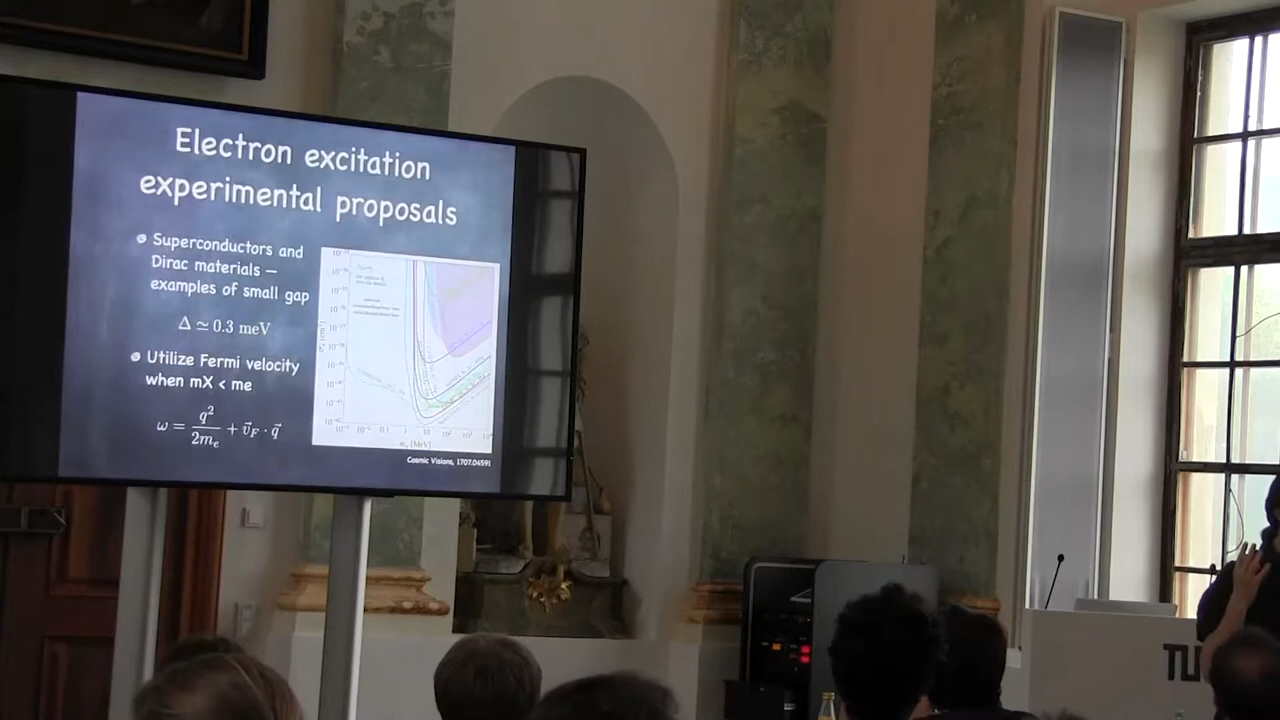 Electron excitation
experimental proposals
Superconductors and
Dirac materials —
examples of small gap
Δ ≃ 0.3 meV
Utilize Fermi velocity
when mX < me
ω = q²/2mₑ + v⃗_F · q⃗
Cosmic Visions, 1707.04591
TU